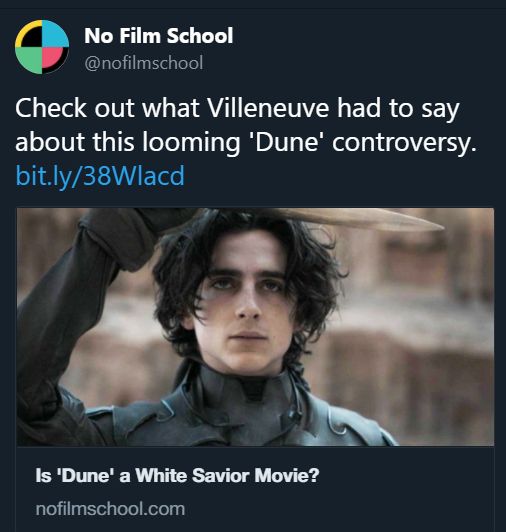 No Film School
@nofilmschool
Check out what Villeneuve had to say
about this looming 'Dune' controversy.
bit.ly/38Wlacd
Is 'Dune' a White Savior Movie?
nofilmschool.com